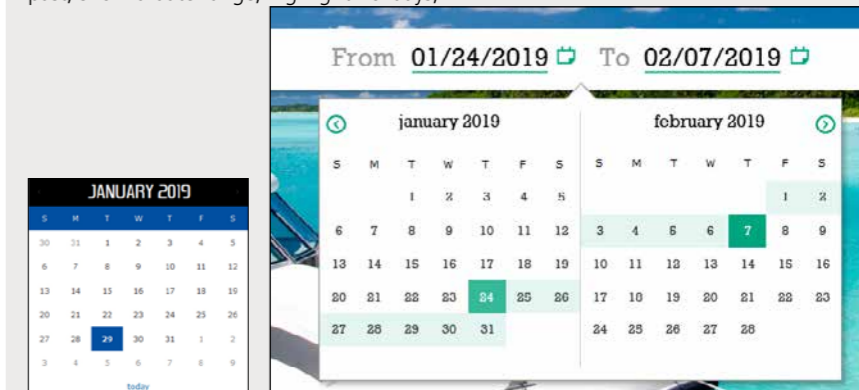 From 01/24/2019 To 02/07/2019
january 2019 february 2019
S M T W T F S S M T W T F S
1 2 3 4 5 1 2
6 7 8 9 10 11 12 3 4 5 6 7 8 9
13 14 15 16 17 18 19 10 11 12 13 14 15 16
20 21 22 23 24 25 26 17 18 19 20 21 22 23
27 28 29 30 31 24 25 26 27 28
JANUARY 2019
S M T W T F S
30 31 1 2 3 4 5
6 7 8 9 10 11 12
13 14 15 16 17 18 19
20 21 22 23 24 25 26
27 28 29 30 31 1 2
3 4 5 6 7 8 9
today